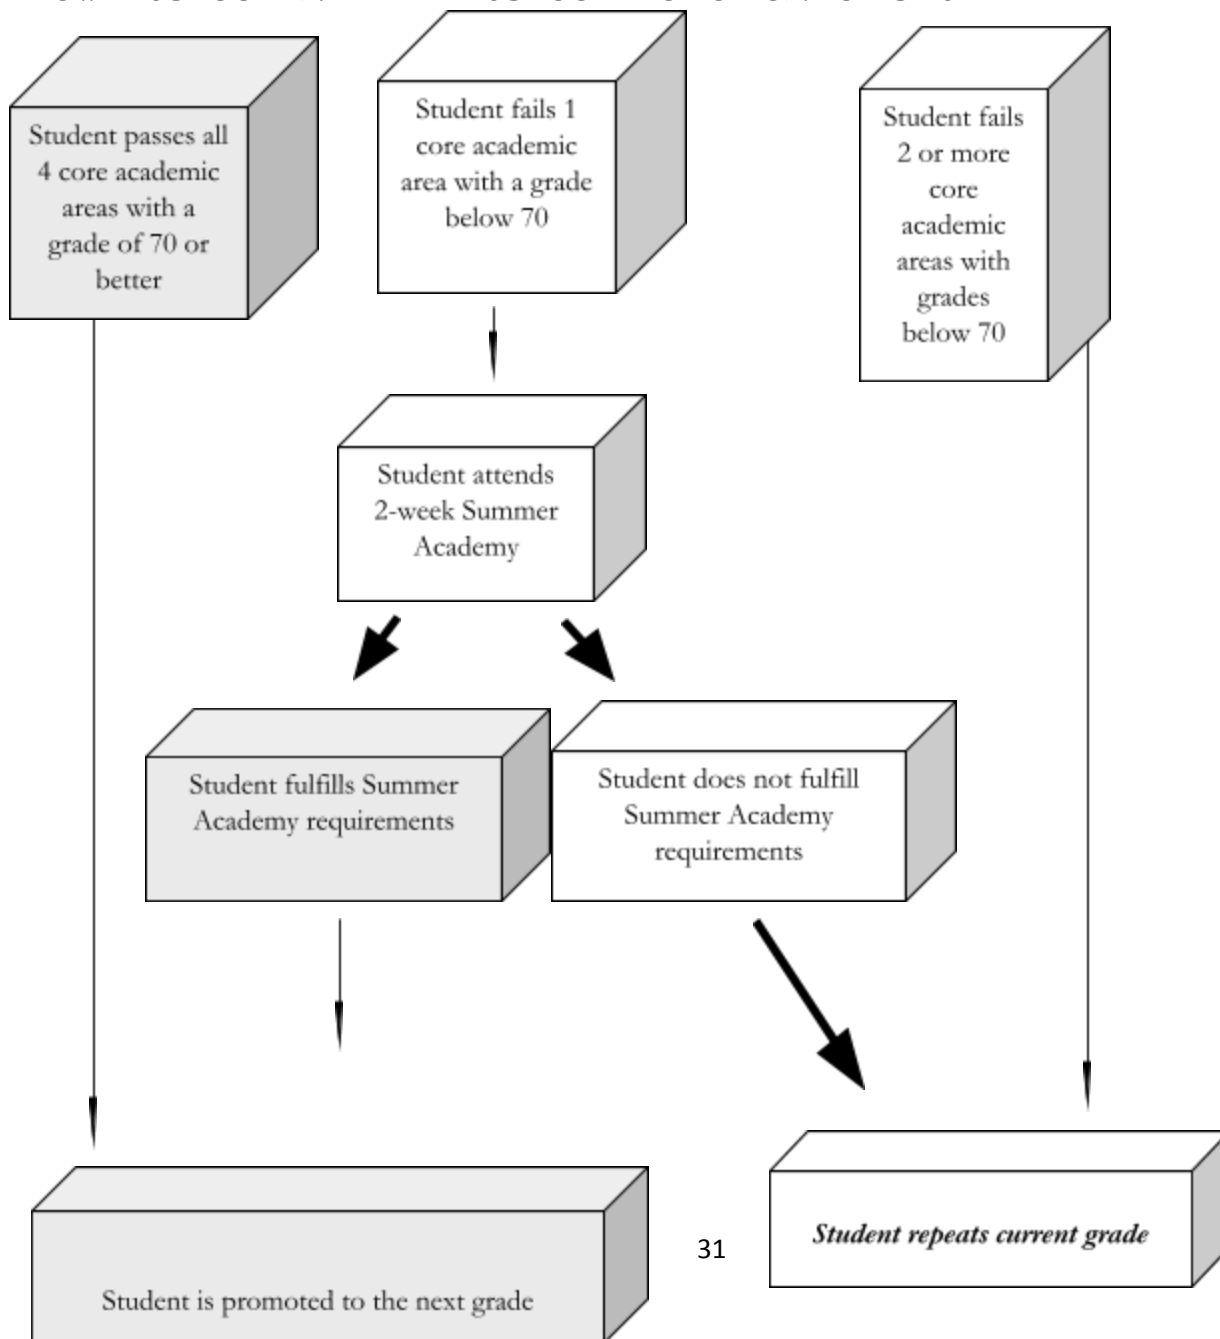 Student passes all
4 core academic
areas with a
grade of 70 or
better
Student fails 1
core academic
area with a grade
below 70
Student fails
2 or more
core
academic
areas with
grades
below 70
Student attends
2-week Summer
Academy
Student fulfills Summer
Academy requirements
Student does not fulfill
Summer Academy
requirements
Student repeats current grade
31
Student is promoted to the next grade